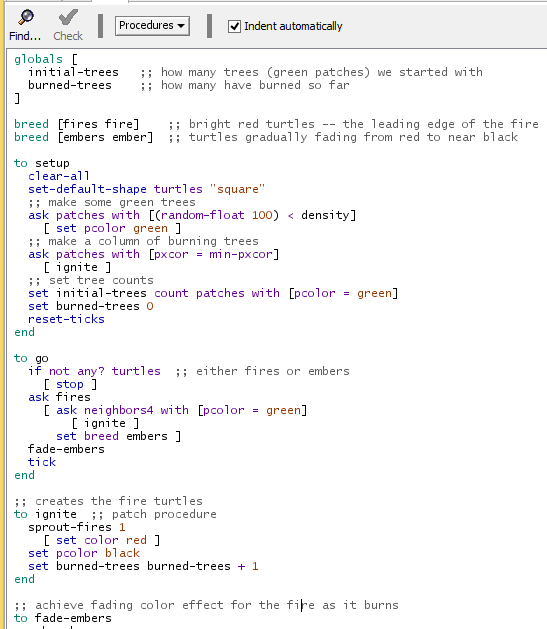 Find... Check Procedures Indent automatically
globals [
  initial-trees   ;; how many trees (green patches) we started with
  burned-trees    ;; how many have burned so far
]
breed [fires fire]    ;; bright red turtles -- the leading edge of the fire
breed [embers ember]  ;; turtles gradually fading from red to near black
to setup
  clear-all
  set-default-shape turtles "square"
  ;; make some green trees
  ask patches with [(random-float 100) < density]
    [ set pcolor green ]
  ;; make a column of burning trees
  ask patches with [pxcor = min-pxcor]
    [ ignite ]
  ;; set tree counts
  set initial-trees count patches with [pcolor = green]
  set burned-trees 0
  reset-ticks
end
to go
  if not any? turtles  ;; either fires or embers
    [ stop ]
  ask fires
    [ ask neighbors4 with [pcolor = green]
        [ ignite ]
      set breed embers ]
  fade-embers
  tick
end
;; creates the fire turtles
to ignite  ;; patch procedure
  sprout-fires 1
    [ set color red ]
  set pcolor black
  set burned-trees burned-trees + 1
end
;; achieve fading color effect for the fire as it burns
to fade-embers